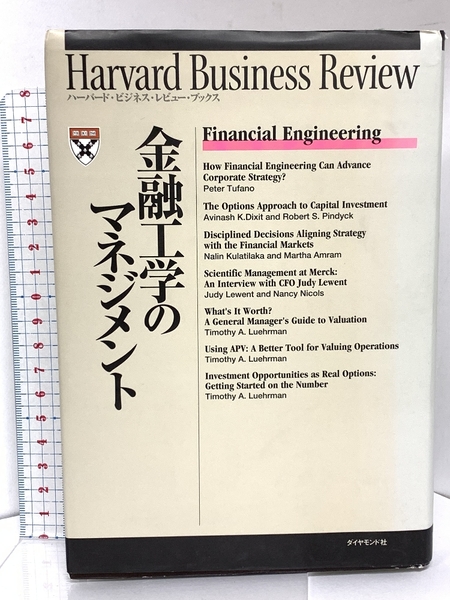 Harvard Business Review
ハーバード・ビジネス・レビュー・ブックス
金融工学の
マネジメント
Financial Engineering
How Financial Engineering Can Advance
Corporate Strategy?
Peter Tufano
The Options Approach to Capital Investment
Avinash K.Dixit and Robert S. Pindyck
Disciplined Decisions Aligning Strategy
with the Financial Markets
Nalin Kulatilaka and Martha Amram
Scientific Management at Merck:
An Interview with CFO Judy Lewent
Judy Lewent and Nancy Nicols
What's It Worth?
A General Manager's Guide to Valuation
Timothy A. Luehrman
Using APV: A Better Tool for Valuing Operations
Timothy A. Luehrman
Investment Opportunities as Real Options:
Getting Started on the Number
Timothy A. Luehrman
ダイヤモンド社